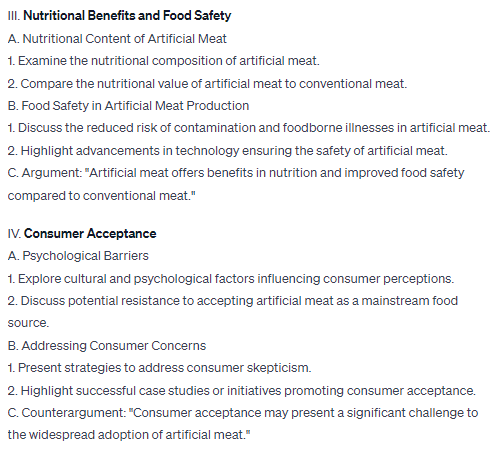 III. Nutritional Benefits and Food Safety
A. Nutritional Content of Artificial Meat
1. Examine the nutritional composition of artificial meat.
2. Compare the nutritional value of artificial meat to conventional meat.
B. Food Safety in Artificial Meat Production
1. Discuss the reduced risk of contamination and foodborne illnesses in artificial meat.
2. Highlight advancements in technology ensuring the safety of artificial meat.
C. Argument: "Artificial meat offers benefits in nutrition and improved food safety
compared to conventional meat."
IV. Consumer Acceptance
A. Psychological Barriers
1. Explore cultural and psychological factors influencing consumer perceptions.
2. Discuss potential resistance to accepting artificial meat as a mainstream food
source.
B. Addressing Consumer Concerns
1. Present strategies to address consumer skepticism.
2. Highlight successful case studies or initiatives promoting consumer acceptance.
C. Counterargument: "Consumer acceptance may present a significant challenge to
the widespread adoption of artificial meat."